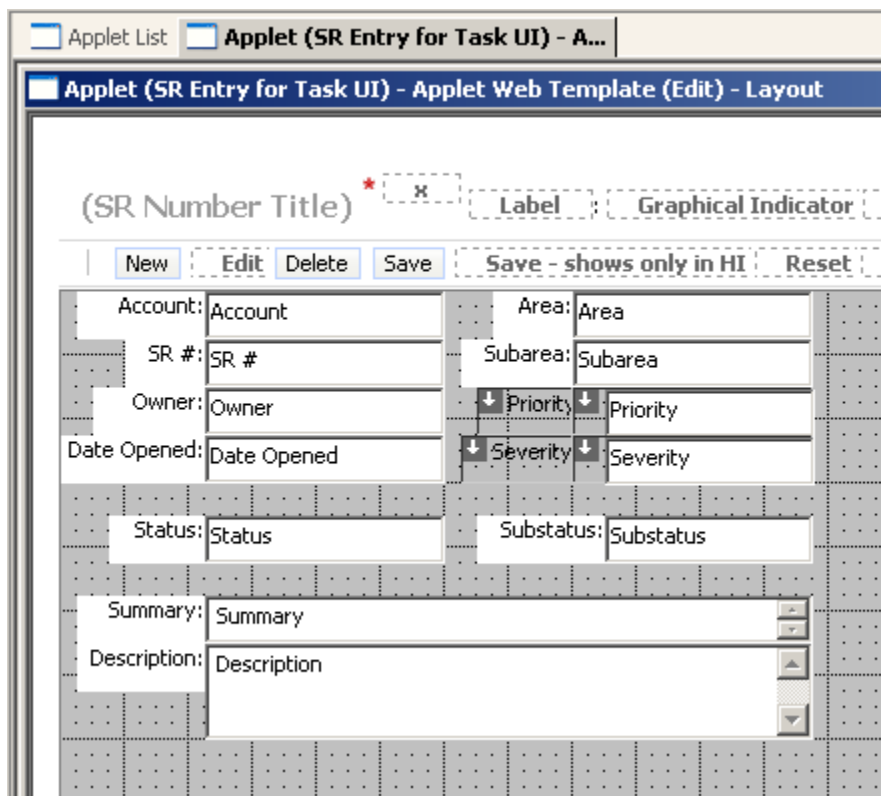 Applet List Applet (SR Entry for Task UI) - A...
Applet (SR Entry for Task UI) - Applet Web Template (Edit) - Layout
(SR Number Title) * x Label : Graphical Indicator
New Edit Delete Save Save - shows only in HI Reset
Account: Account Area: Area
SR #: SR # Subarea: Subarea
Owner: Owner Priority Priority
Date Opened: Date Opened Severity Severity
Status: Status Substatus: Substatus
Summary: Summary
Description: Description